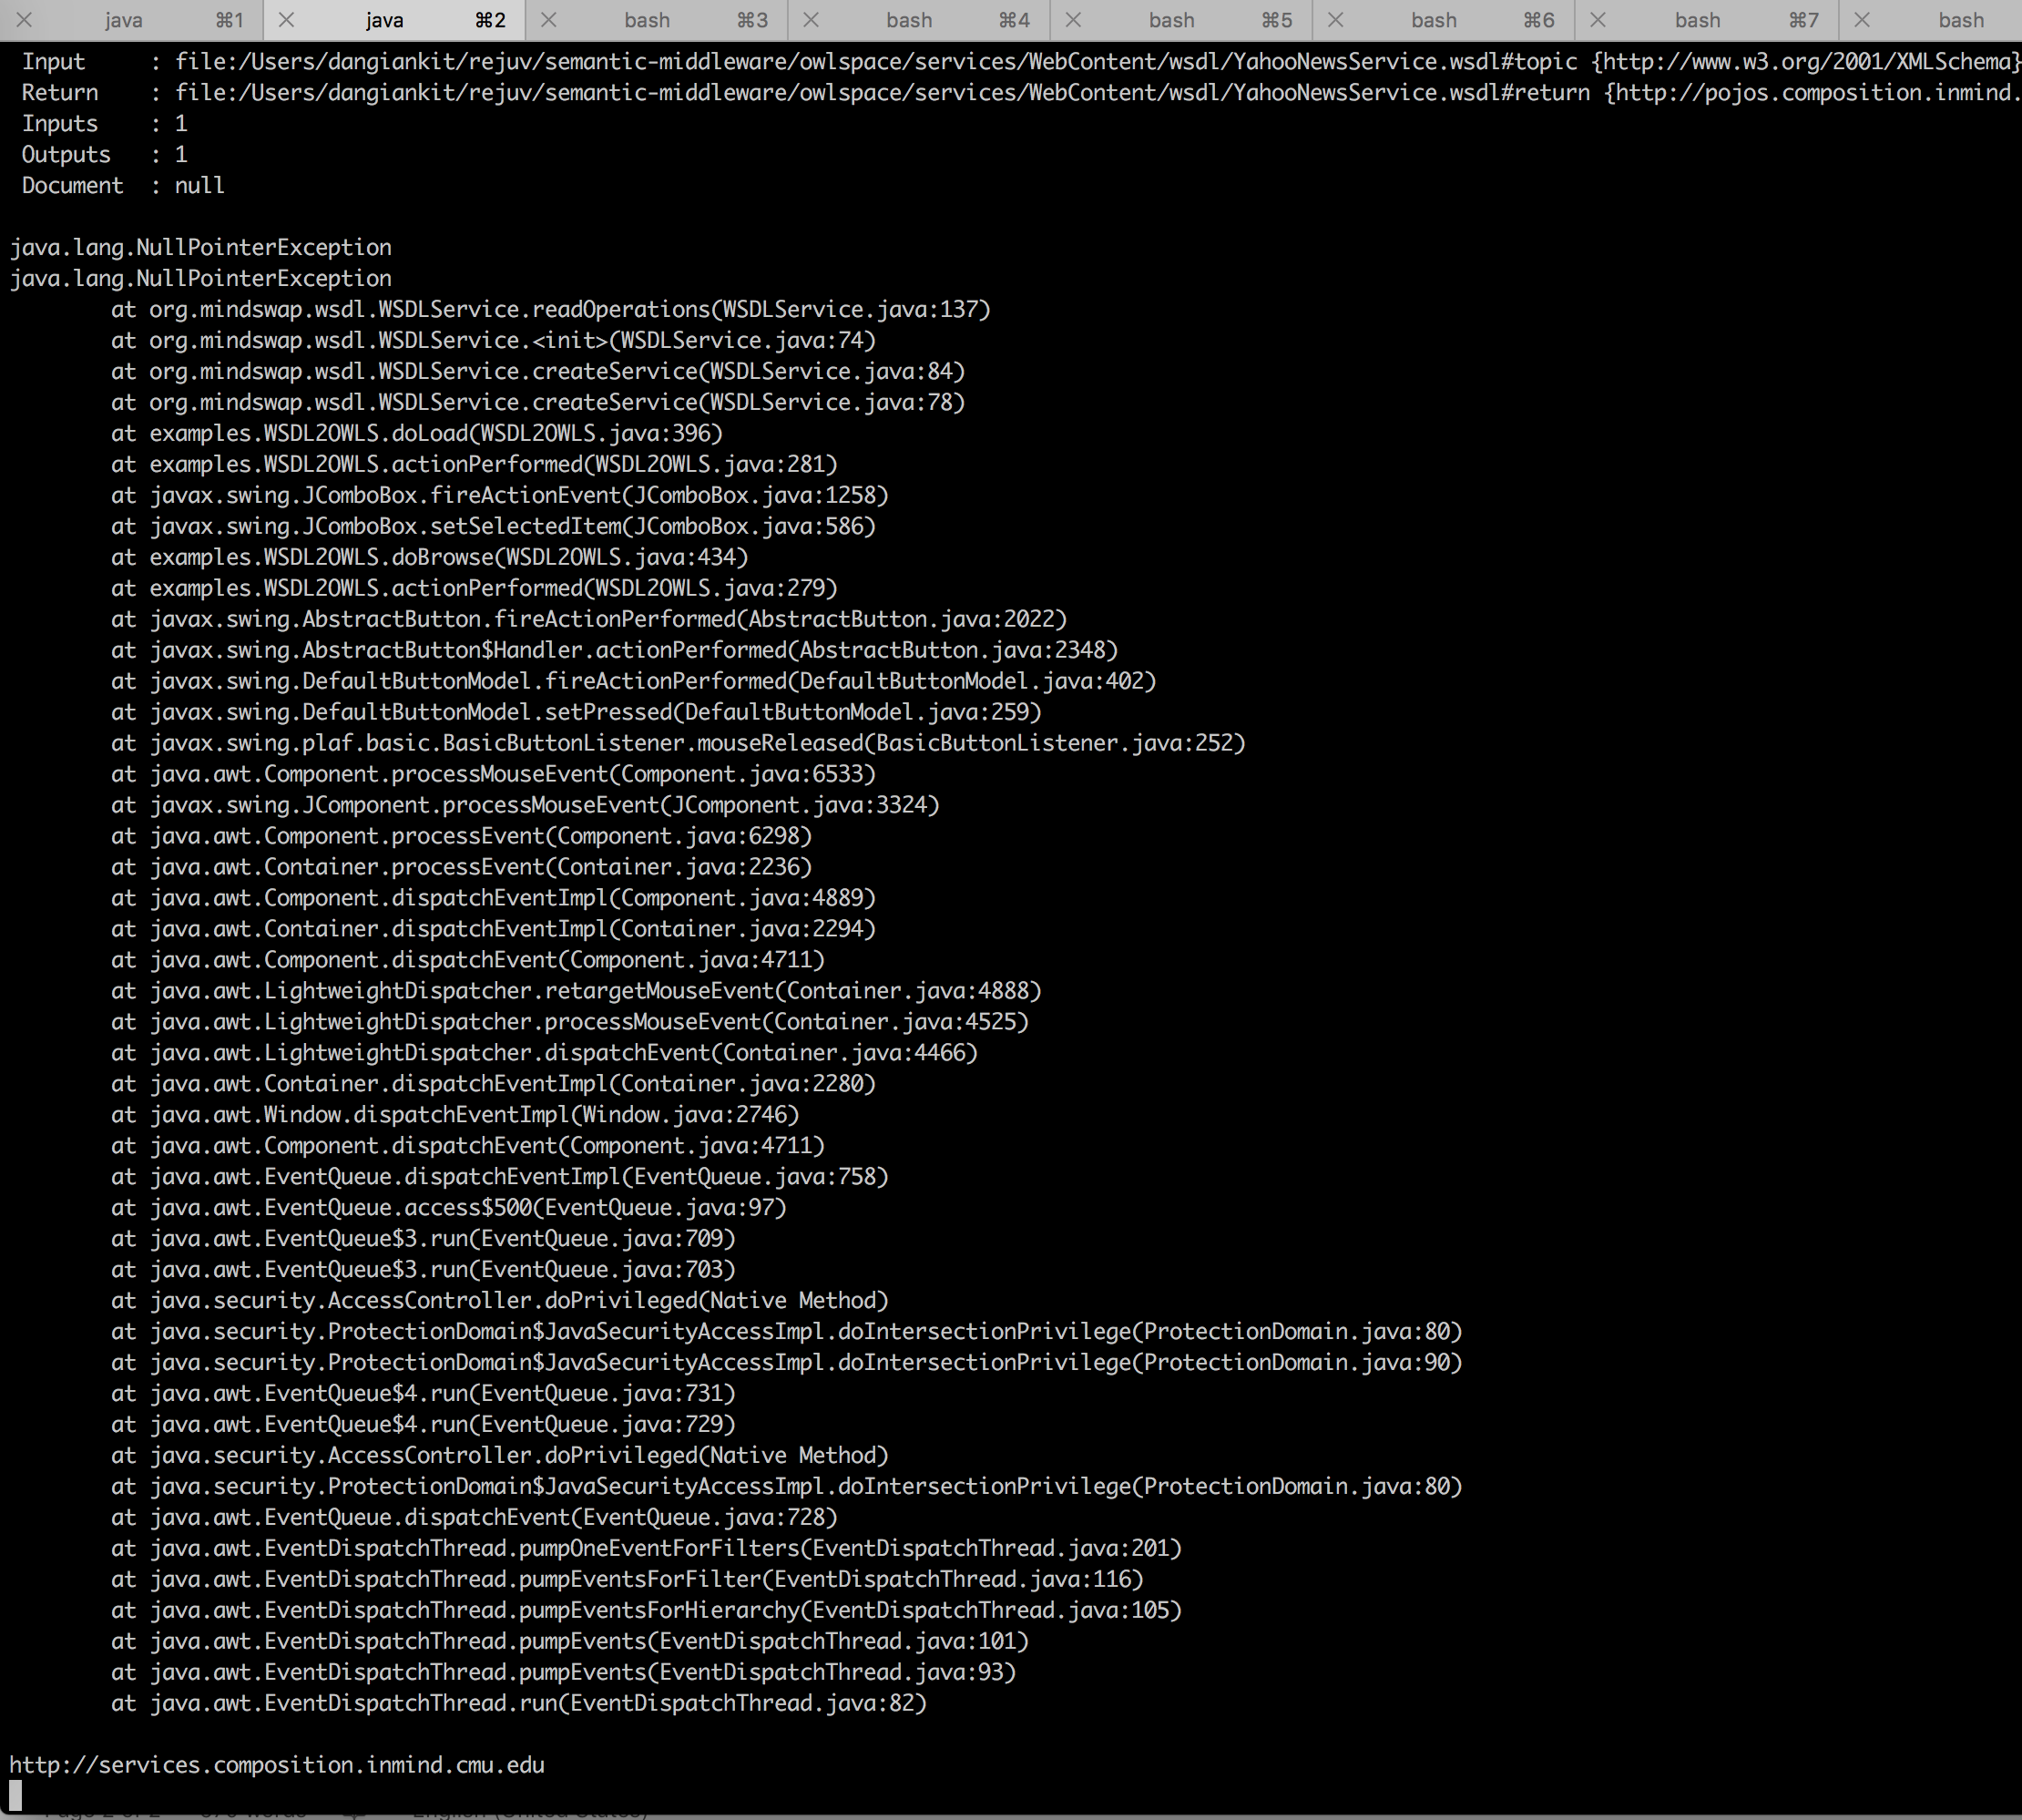 java ⌘1 java ⌘2 bash ⌘3 bash ⌘4 bash ⌘5 bash ⌘6 bash ⌘7 bash
Input : file:/Users/dangiankit/rejuv/semantic-middleware/owlspace/services/WebContent/wsdl/YahooNewsService.wsdl#topic {http://www.w3.org/2001/XMLSchema}
Return : file:/Users/dangiankit/rejuv/semantic-middleware/owlspace/services/WebContent/wsdl/YahooNewsService.wsdl#return {http://pojos.composition.inmind.
Inputs : 1
Outputs : 1
Document : null
java.lang.NullPointerException
java.lang.NullPointerException
at org.mindswap.wsdl.WSDLService.readOperations(WSDLService.java:137)
at org.mindswap.wsdl.WSDLService.<init>(WSDLService.java:74)
at org.mindswap.wsdl.WSDLService.createService(WSDLService.java:84)
at org.mindswap.wsdl.WSDLService.createService(WSDLService.java:78)
at examples.WSDL2OWLS.doLoad(WSDL2OWLS.java:396)
at examples.WSDL2OWLS.actionPerformed(WSDL2OWLS.java:281)
at javax.swing.JComboBox.fireActionEvent(JComboBox.java:1258)
at javax.swing.JComboBox.setSelectedItem(JComboBox.java:586)
at examples.WSDL2OWLS.doBrowse(WSDL2OWLS.java:434)
at examples.WSDL2OWLS.actionPerformed(WSDL2OWLS.java:279)
at javax.swing.AbstractButton.fireActionPerformed(AbstractButton.java:2022)
at javax.swing.AbstractButton$Handler.actionPerformed(AbstractButton.java:2348)
at javax.swing.DefaultButtonModel.fireActionPerformed(DefaultButtonModel.java:402)
at javax.swing.DefaultButtonModel.setPressed(DefaultButtonModel.java:259)
at javax.swing.plaf.basic.BasicButtonListener.mouseReleased(BasicButtonListener.java:252)
at java.awt.Component.processMouseEvent(Component.java:6533)
at javax.swing.JComponent.processMouseEvent(JComponent.java:3324)
at java.awt.Component.processEvent(Component.java:6298)
at java.awt.Container.processEvent(Container.java:2236)
at java.awt.Component.dispatchEventImpl(Component.java:4889)
at java.awt.Container.dispatchEventImpl(Container.java:2294)
at java.awt.Component.dispatchEvent(Component.java:4711)
at java.awt.LightweightDispatcher.retargetMouseEvent(Container.java:4888)
at java.awt.LightweightDispatcher.processMouseEvent(Container.java:4525)
at java.awt.LightweightDispatcher.dispatchEvent(Container.java:4466)
at java.awt.Container.dispatchEventImpl(Container.java:2280)
at java.awt.Window.dispatchEventImpl(Window.java:2746)
at java.awt.Component.dispatchEvent(Component.java:4711)
at java.awt.EventQueue.dispatchEventImpl(EventQueue.java:758)
at java.awt.EventQueue.access$500(EventQueue.java:97)
at java.awt.EventQueue$3.run(EventQueue.java:709)
at java.awt.EventQueue$3.run(EventQueue.java:703)
at java.security.AccessController.doPrivileged(Native Method)
at java.security.ProtectionDomain$JavaSecurityAccessImpl.doIntersectionPrivilege(ProtectionDomain.java:80)
at java.security.ProtectionDomain$JavaSecurityAccessImpl.doIntersectionPrivilege(ProtectionDomain.java:90)
at java.awt.EventQueue$4.run(EventQueue.java:731)
at java.awt.EventQueue$4.run(EventQueue.java:729)
at java.security.AccessController.doPrivileged(Native Method)
at java.security.ProtectionDomain$JavaSecurityAccessImpl.doIntersectionPrivilege(ProtectionDomain.java:80)
at java.awt.EventQueue.dispatchEvent(EventQueue.java:728)
at java.awt.EventDispatchThread.pumpOneEventForFilters(EventDispatchThread.java:201)
at java.awt.EventDispatchThread.pumpEventsForFilter(EventDispatchThread.java:116)
at java.awt.EventDispatchThread.pumpEventsForHierarchy(EventDispatchThread.java:105)
at java.awt.EventDispatchThread.pumpEvents(EventDispatchThread.java:101)
at java.awt.EventDispatchThread.pumpEvents(EventDispatchThread.java:93)
at java.awt.EventDispatchThread.run(EventDispatchThread.java:82)
http://services.composition.inmind.cmu.edu